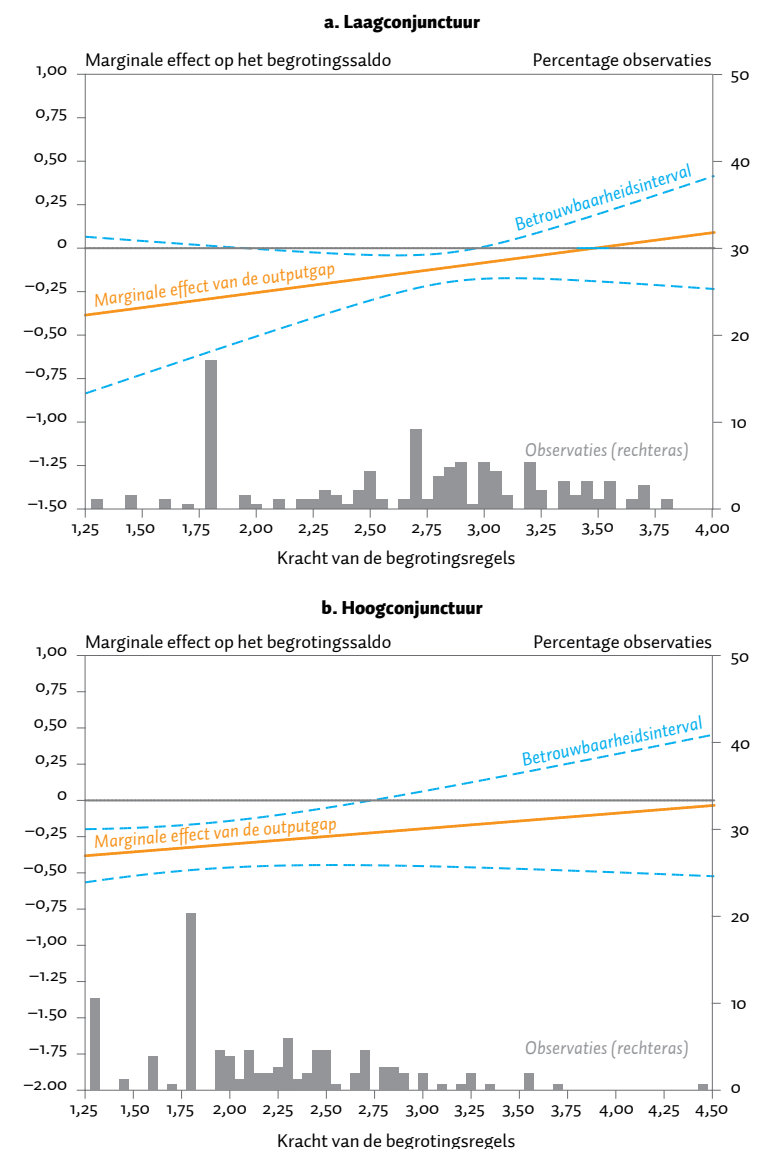 a. Laagconjunctuur
Marginale effect op het begrotingssaldo Percentage observaties
1,00
0,75
0,50
0,25
0
−0,25
−0,50
−0,75
−1,00
−1.25
−1.50
50
40
30
20
10
0
Betrouwbaarheidsinterval
Marginale effect van de outputgap
Observaties (rechteras)
1,25 1,50 1,75 2,00 2,25 2,50 2,75 3,00 3,25 3,50 3,75 4,00
Kracht van de begrotingsregels
b. Hoogconjunctuur
Marginale effect op het begrotingssaldo Percentage observaties
1,00
0,75
0,50
0,25
0
−0,25
−0,50
−0,75
−1,00
−1.25
−1.50
−1.75
−2.00
50
40
30
20
10
0
Betrouwbaarheidsinterval
Marginale effect van de outputgap
Observaties (rechteras)
1,25 1,50 1,75 2,00 2,25 2,50 2,75 3,00 3,25 3,50 3,75 4,00 4,25 4,50
Kracht van de begrotingsregels